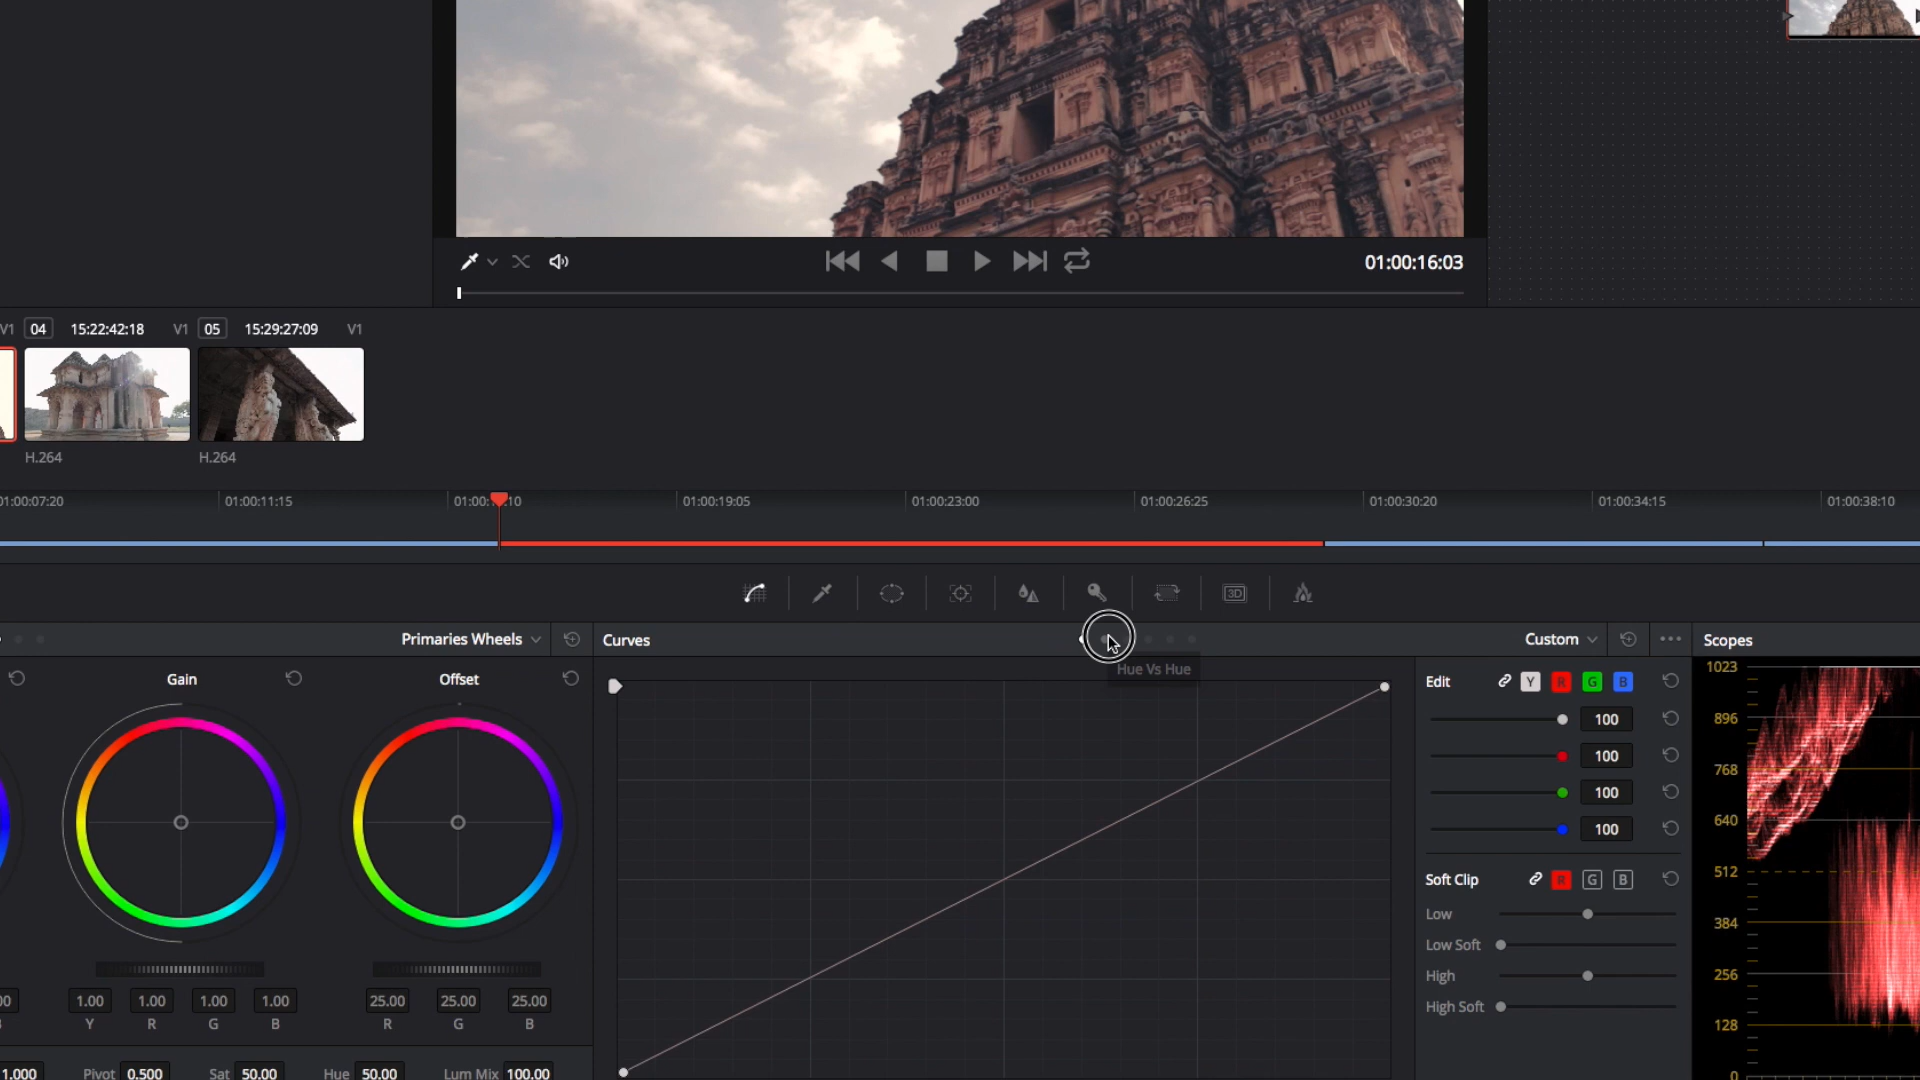 01:00:16:03
V1 04 15:22:42:18 V1 05 15:29:27:09 V1
H.264 H.264
01:00:07:20 01:00:11:15 01:00: 10 01:00:19:05 01:00:23:00 01:00:26:25 01:00:30:20 01:00:34:15 01:00:38:10
3D
Primaries Wheels Curves Custom Scopes
Hue Vs Hue
Gain Offset
Edit Y R G B
100
100
100
100
Soft Clip R G B
Low
Low Soft
High
High Soft
1023
896
768
640
512
384
256
128
0
1.00 1.00 1.00 1.00 25.00 25.00 25.00
Y R G B R G B
1.000 Pivot 0.500 Sat 50.00 Hue 50.00 Lum Mix 100.00